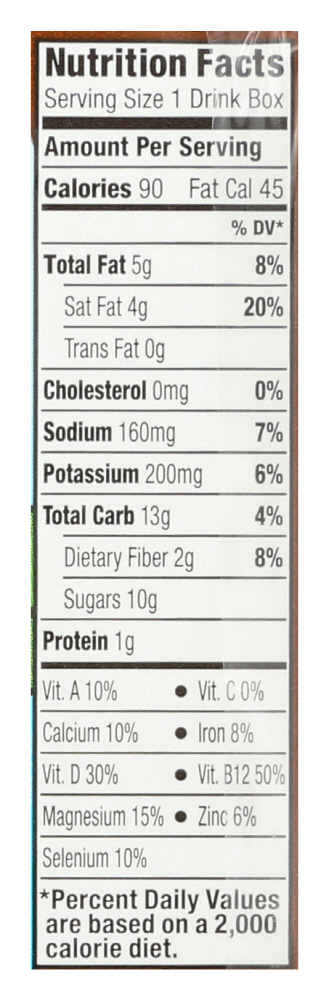 Nutrition Facts
Serving Size 1 Drink Box
Amount Per Serving
Calories 90 Fat Cal 45
% DV*
Total Fat 5g 8%
Sat Fat 4g 20%
Trans Fat 0g
Cholesterol 0mg 0%
Sodium 160mg 7%
Potassium 200mg 6%
Total Carb 13g 4%
Dietary Fiber 2g 8%
Sugars 10g
Protein 1g
Vit. A 10% • Vit. C 0%
Calcium 10% • Iron 8%
Vit. D 30% • Vit. B12 50%
Magnesium 15% • Zinc 6%
Selenium 10%
*Percent Daily Values
are based on a 2,000
calorie diet.